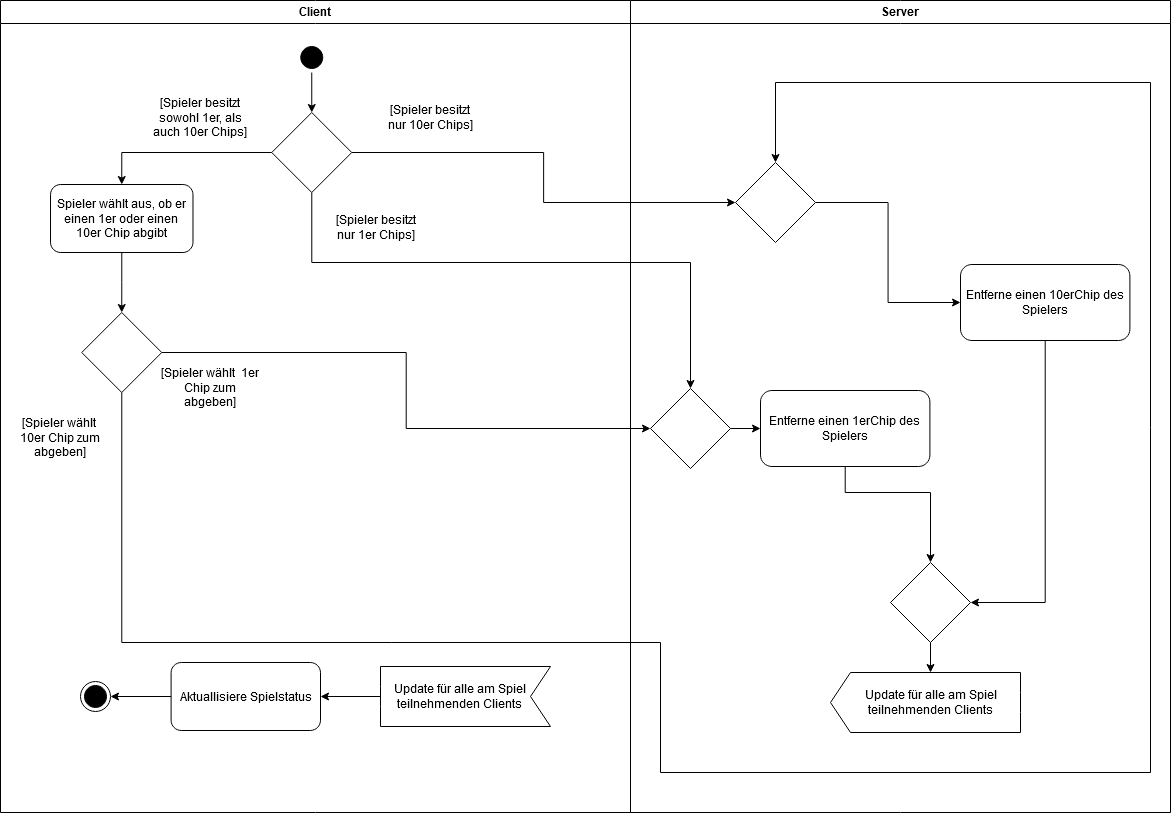 Client
Server
[Spieler besitzt
sowohl 1er, als
auch 10er Chips]
[Spieler besitzt
nur 10er Chips]
Spieler wählt aus, ob er
einen 1er oder einen
10er Chip abgibt
[Spieler besitzt
nur 1er Chips]
Entferne einen 10erChip des
Spielers
[Spieler wählt 1er
Chip zum
abgeben]
[Spieler wählt
10er Chip zum
abgeben]
Entferne einen 1erChip des
Spielers
Aktuallisiere Spielstatus
Update für alle am Spiel
teilnehmenden Clients
Update für alle am Spiel
teilnehmenden Clients